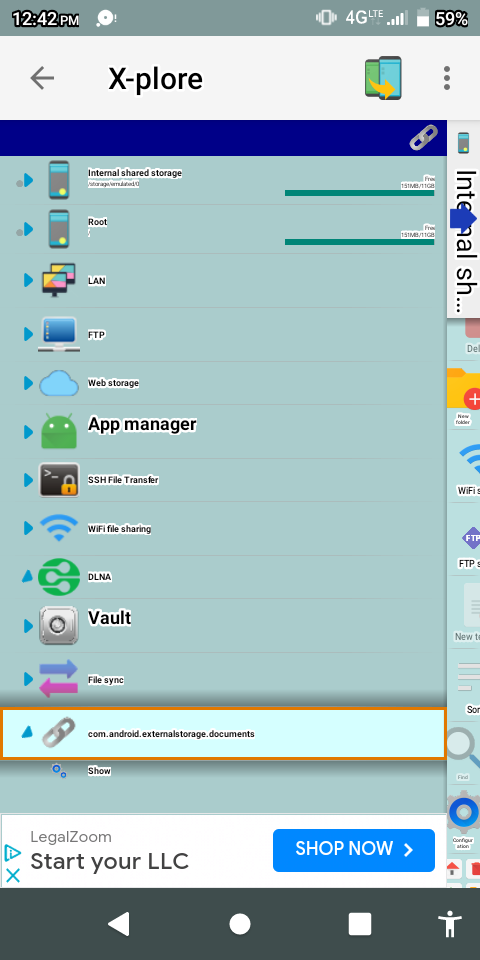 12:42 PM
4G LTE
59%
X-plore
Internal shared storage
/storage/emulated/0
Free
151MB/11GB
Root
/
Free
151MB/11GB
LAN
FTP
Web storage
App manager
SSH File Transfer
WiFi file sharing
DLNA
Vault
File sync
com.android.externalstorage.documents
Show
Internal sh...
Del
New
folder
WiFi s
FTP
FTP s
New te
Sor
Find
Configur
ation
LegalZoom
Start your LLC
SHOP NOW